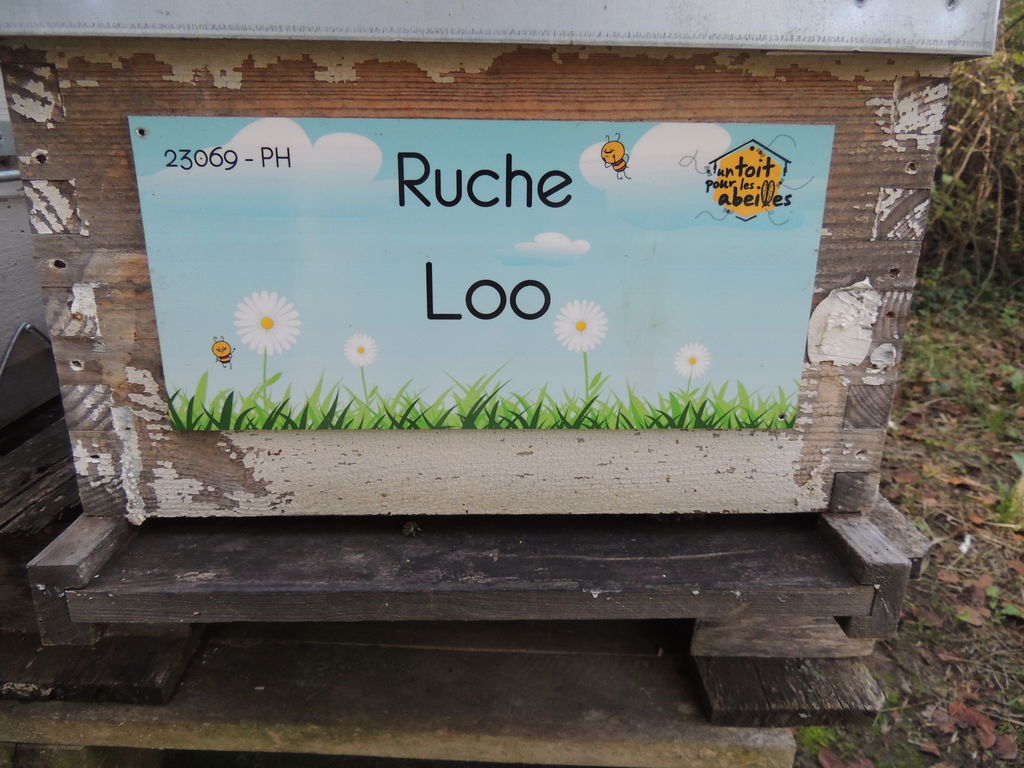 23069 - PH
Ruche
Loo
un toit
pour les
abeilles